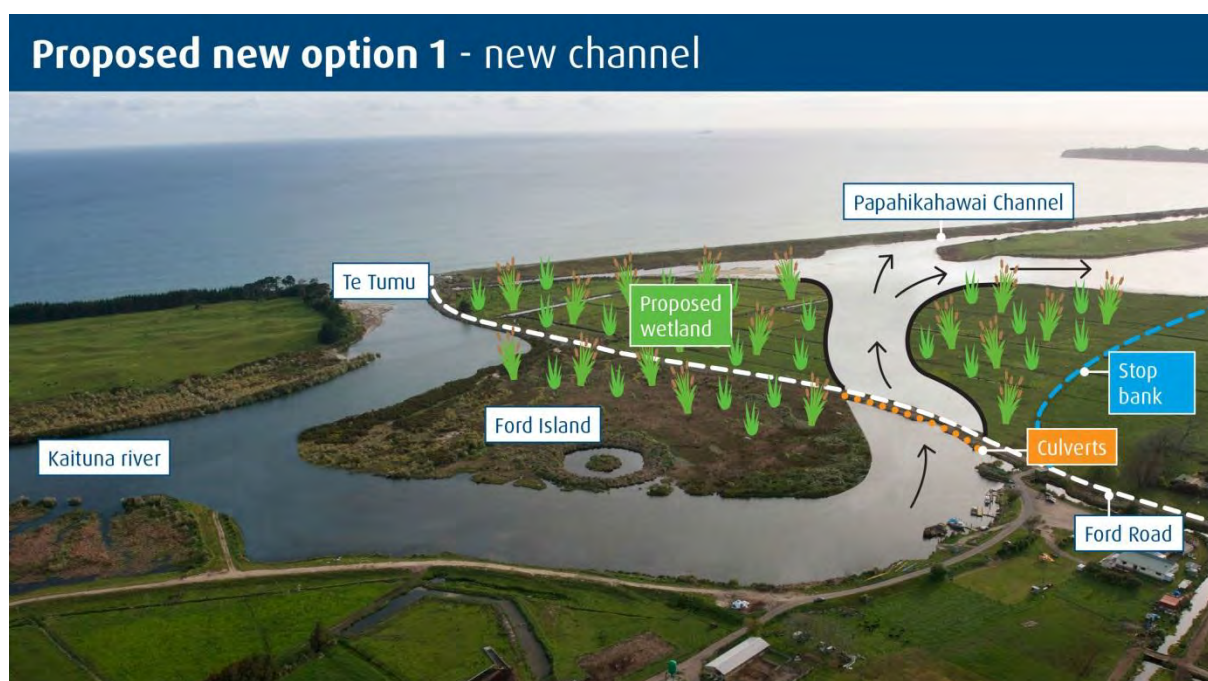 Proposed new option 1 - new channel
Papahikahawai Channel
Te Tumu
Proposed
wetland
Stop
bank
Ford Island
Culverts
Kaituna river
Ford Road